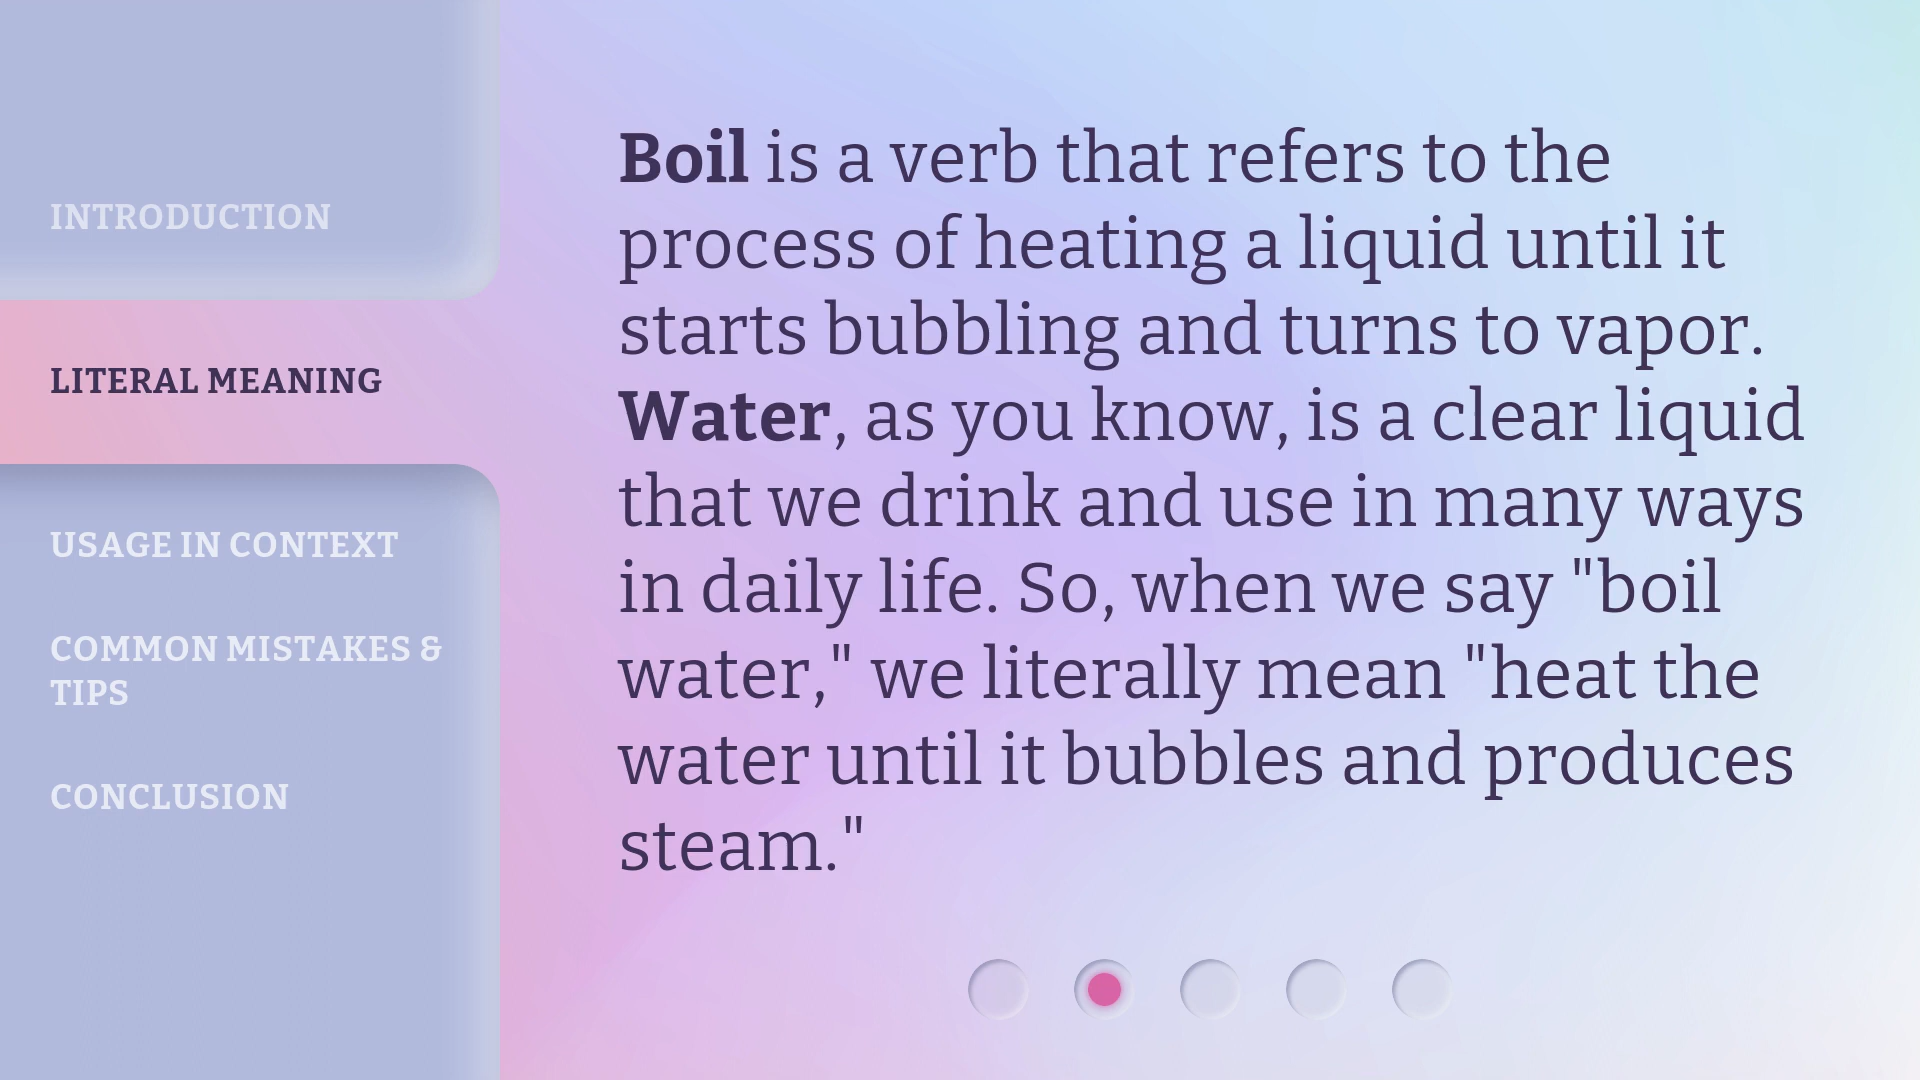 INTRODUCTION
LITERAL MEANING
USAGE IN CONTEXT
COMMON MISTAKES &
TIPS
CONCLUSION
Boil is a verb that refers to the
process of heating a liquid until it
starts bubbling and turns to vapor.
Water, as you know, is a clear liquid
that we drink and use in many ways
in daily life. So, when we say "boil
water," we literally mean "heat the
water until it bubbles and produces
steam."